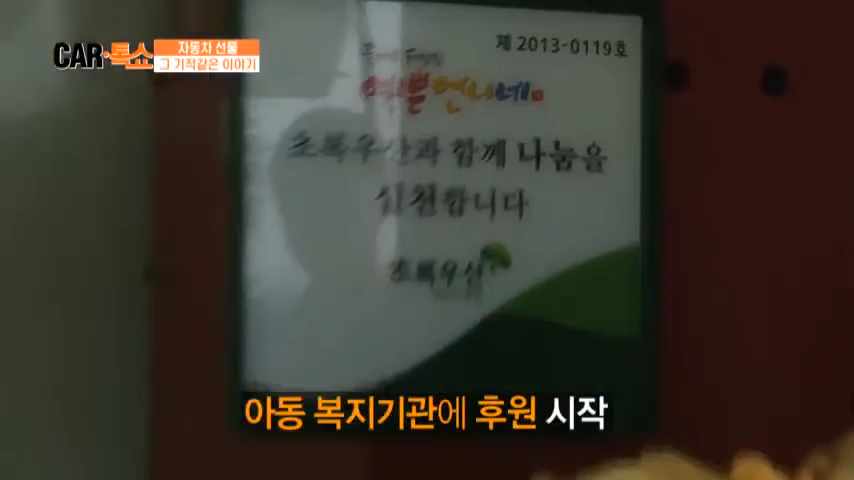 CAR·톡쇼
자동차 선물
그 기적같은 이야기
제 2013-0119호
예쁜언니네
초록우산과 함께 나눔을
실천합니다
초록우산
아동 복지기관에 후원 시작